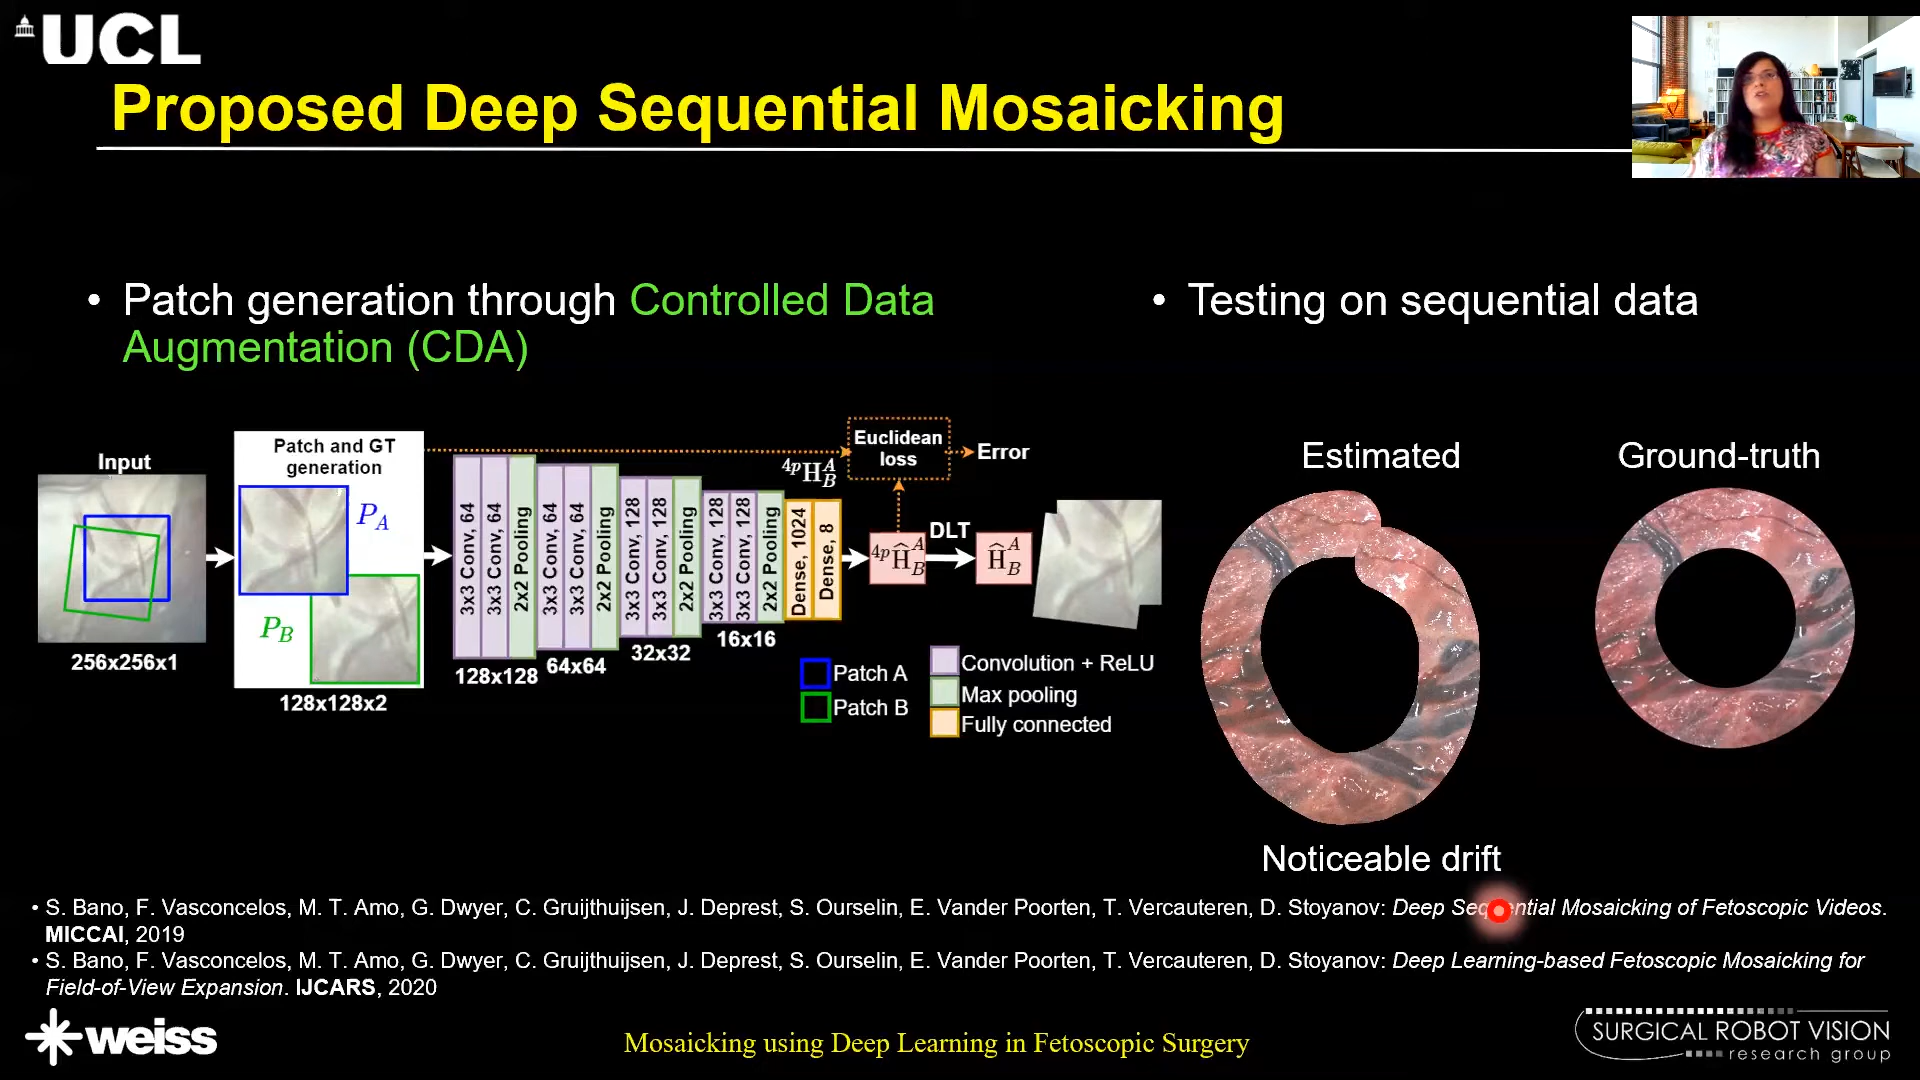 UCL
Proposed Deep Sequential Mosaicking
• Patch generation through Controlled Data
Augmentation (CDA)
• Testing on sequential data
Input
256x256x1
Patch and GT
generation
P_A
P_B
128x128x2
3x3 Conv, 64
3x3 Conv, 64
2x2 Pooling
128x128
3x3 Conv, 64
3x3 Conv, 64
2x2 Pooling
64x64
3x3 Conv, 128
3x3 Conv, 128
2x2 Pooling
32x32
3x3 Conv, 128
3x3 Conv, 128
2x2 Pooling
16x16
Dense, 1024
Dense, 8
4pH^A_B
Euclidean
loss
Error
4pĤ^A_B
DLT
Ĥ^A_B
Patch A
Patch B
Convolution + ReLU
Max pooling
Fully connected
Estimated
Ground-truth
Noticeable drift
• S. Bano, F. Vasconcelos, M. T. Amo, G. Dwyer, C. Gruijthuijsen, J. Deprest, S. Ourselin, E. Vander Poorten, T. Vercauteren, D. Stoyanov: Deep Sequential Mosaicking of Fetoscopic Videos.
MICCAI, 2019
• S. Bano, F. Vasconcelos, M. T. Amo, G. Dwyer, C. Gruijthuijsen, J. Deprest, S. Ourselin, E. Vander Poorten, T. Vercauteren, D. Stoyanov: Deep Learning-based Fetoscopic Mosaicking for
Field-of-View Expansion. IJCARS, 2020
weiss
Mosaicking using Deep Learning in Fetoscopic Surgery
SURGICAL ROBOT VISION
research group